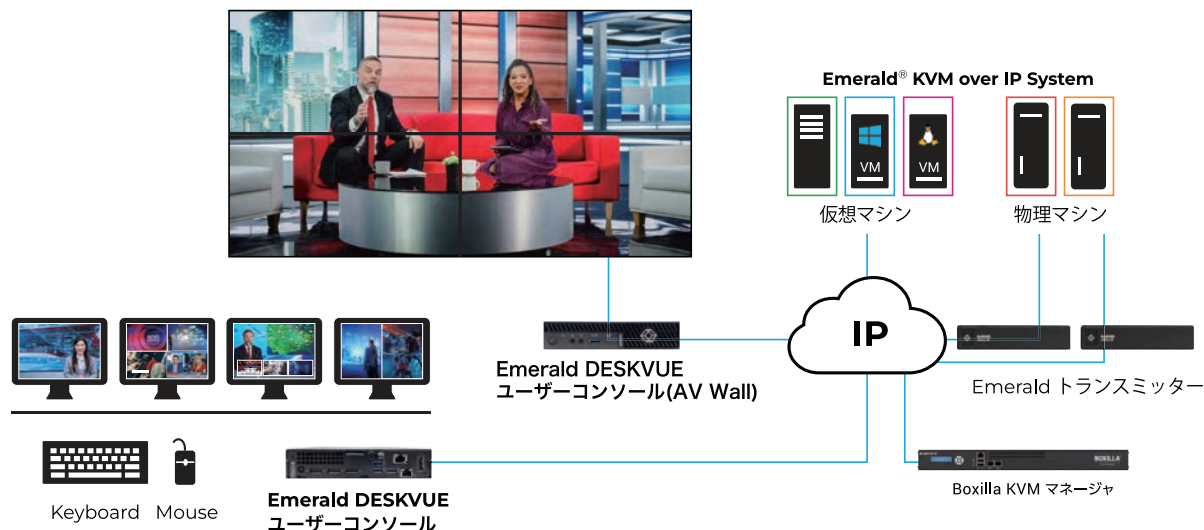 Emerald® KVM over IP System
VM
VM
仮想マシン
物理マシン
IP
Emerald DESKVUE
ユーザーコンソール(AV Wall)
Emerald トランスミッター
BOXILLA
Boxilla KVM マネージャ
Keyboard
Mouse
Emerald DESKVUE
ユーザーコンソール